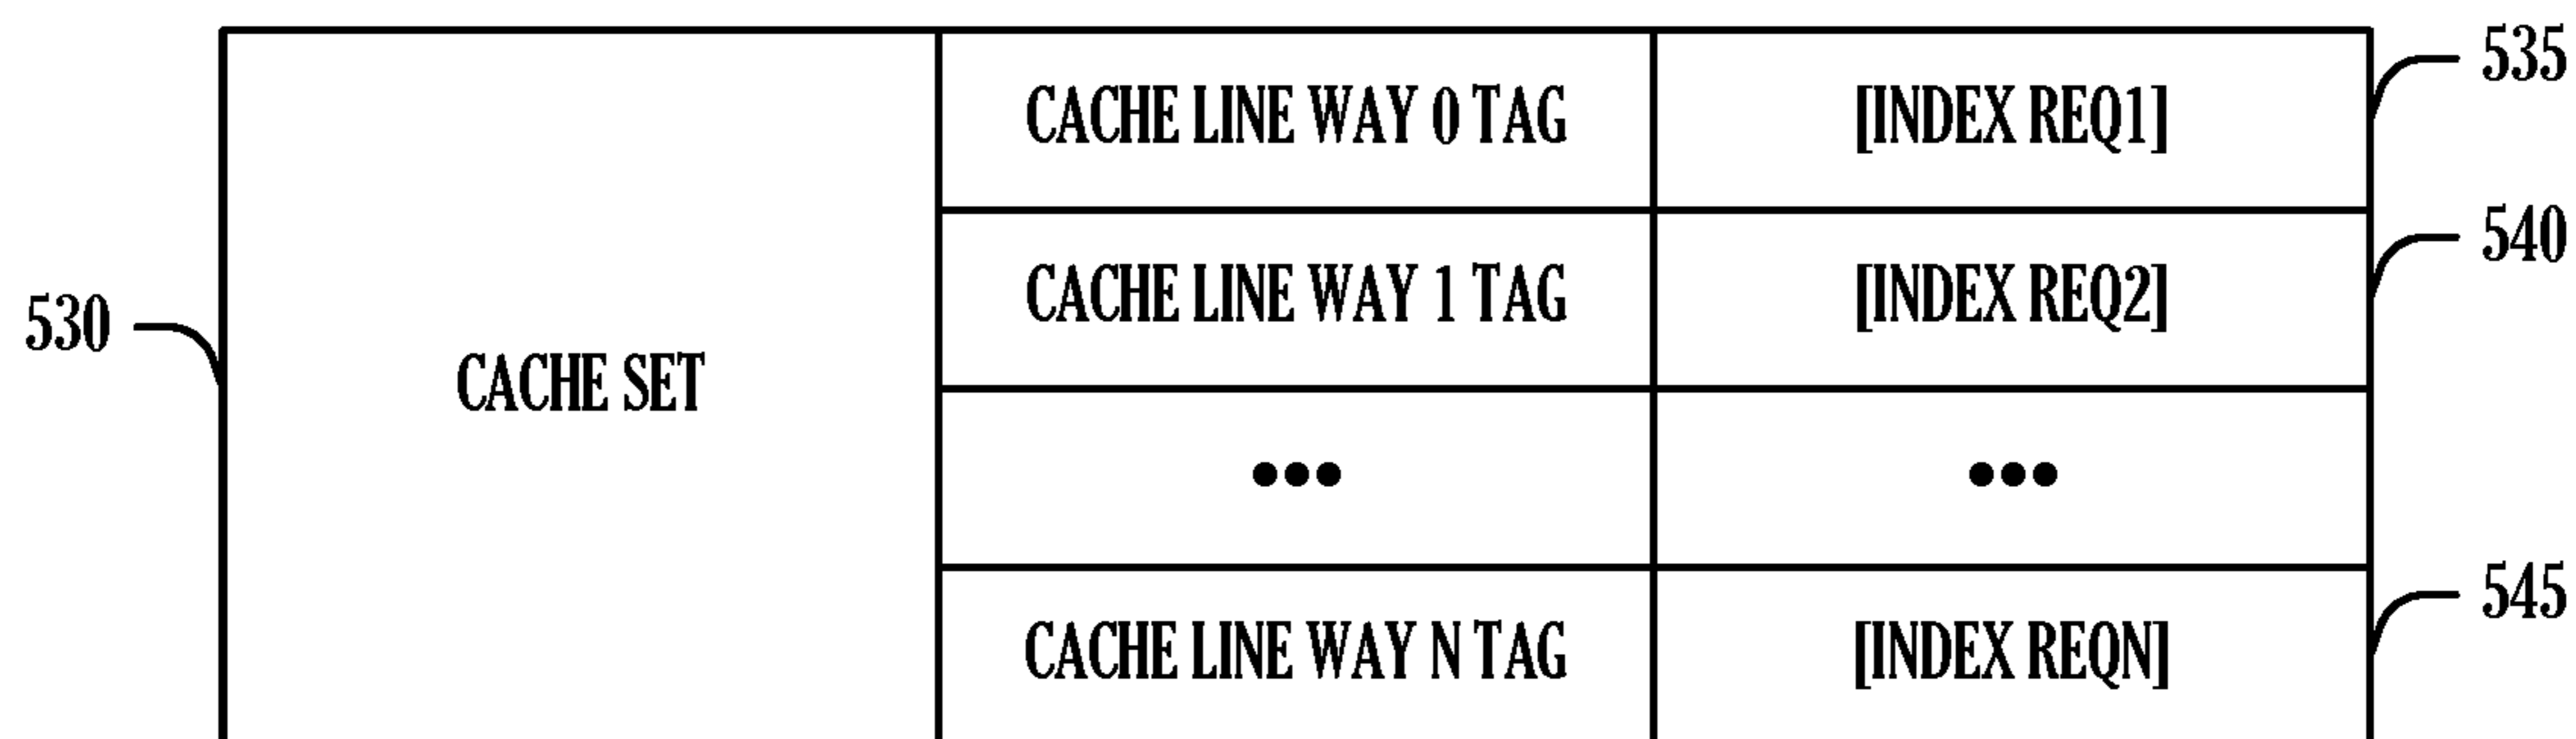 CACHE LINE WAY 0 TAG [INDEX REQ1] 535
CACHE LINE WAY 1 TAG [INDEX REQ2] 540
530 CACHE SET
••• •••
CACHE LINE WAY N TAG [INDEX REQN] 545